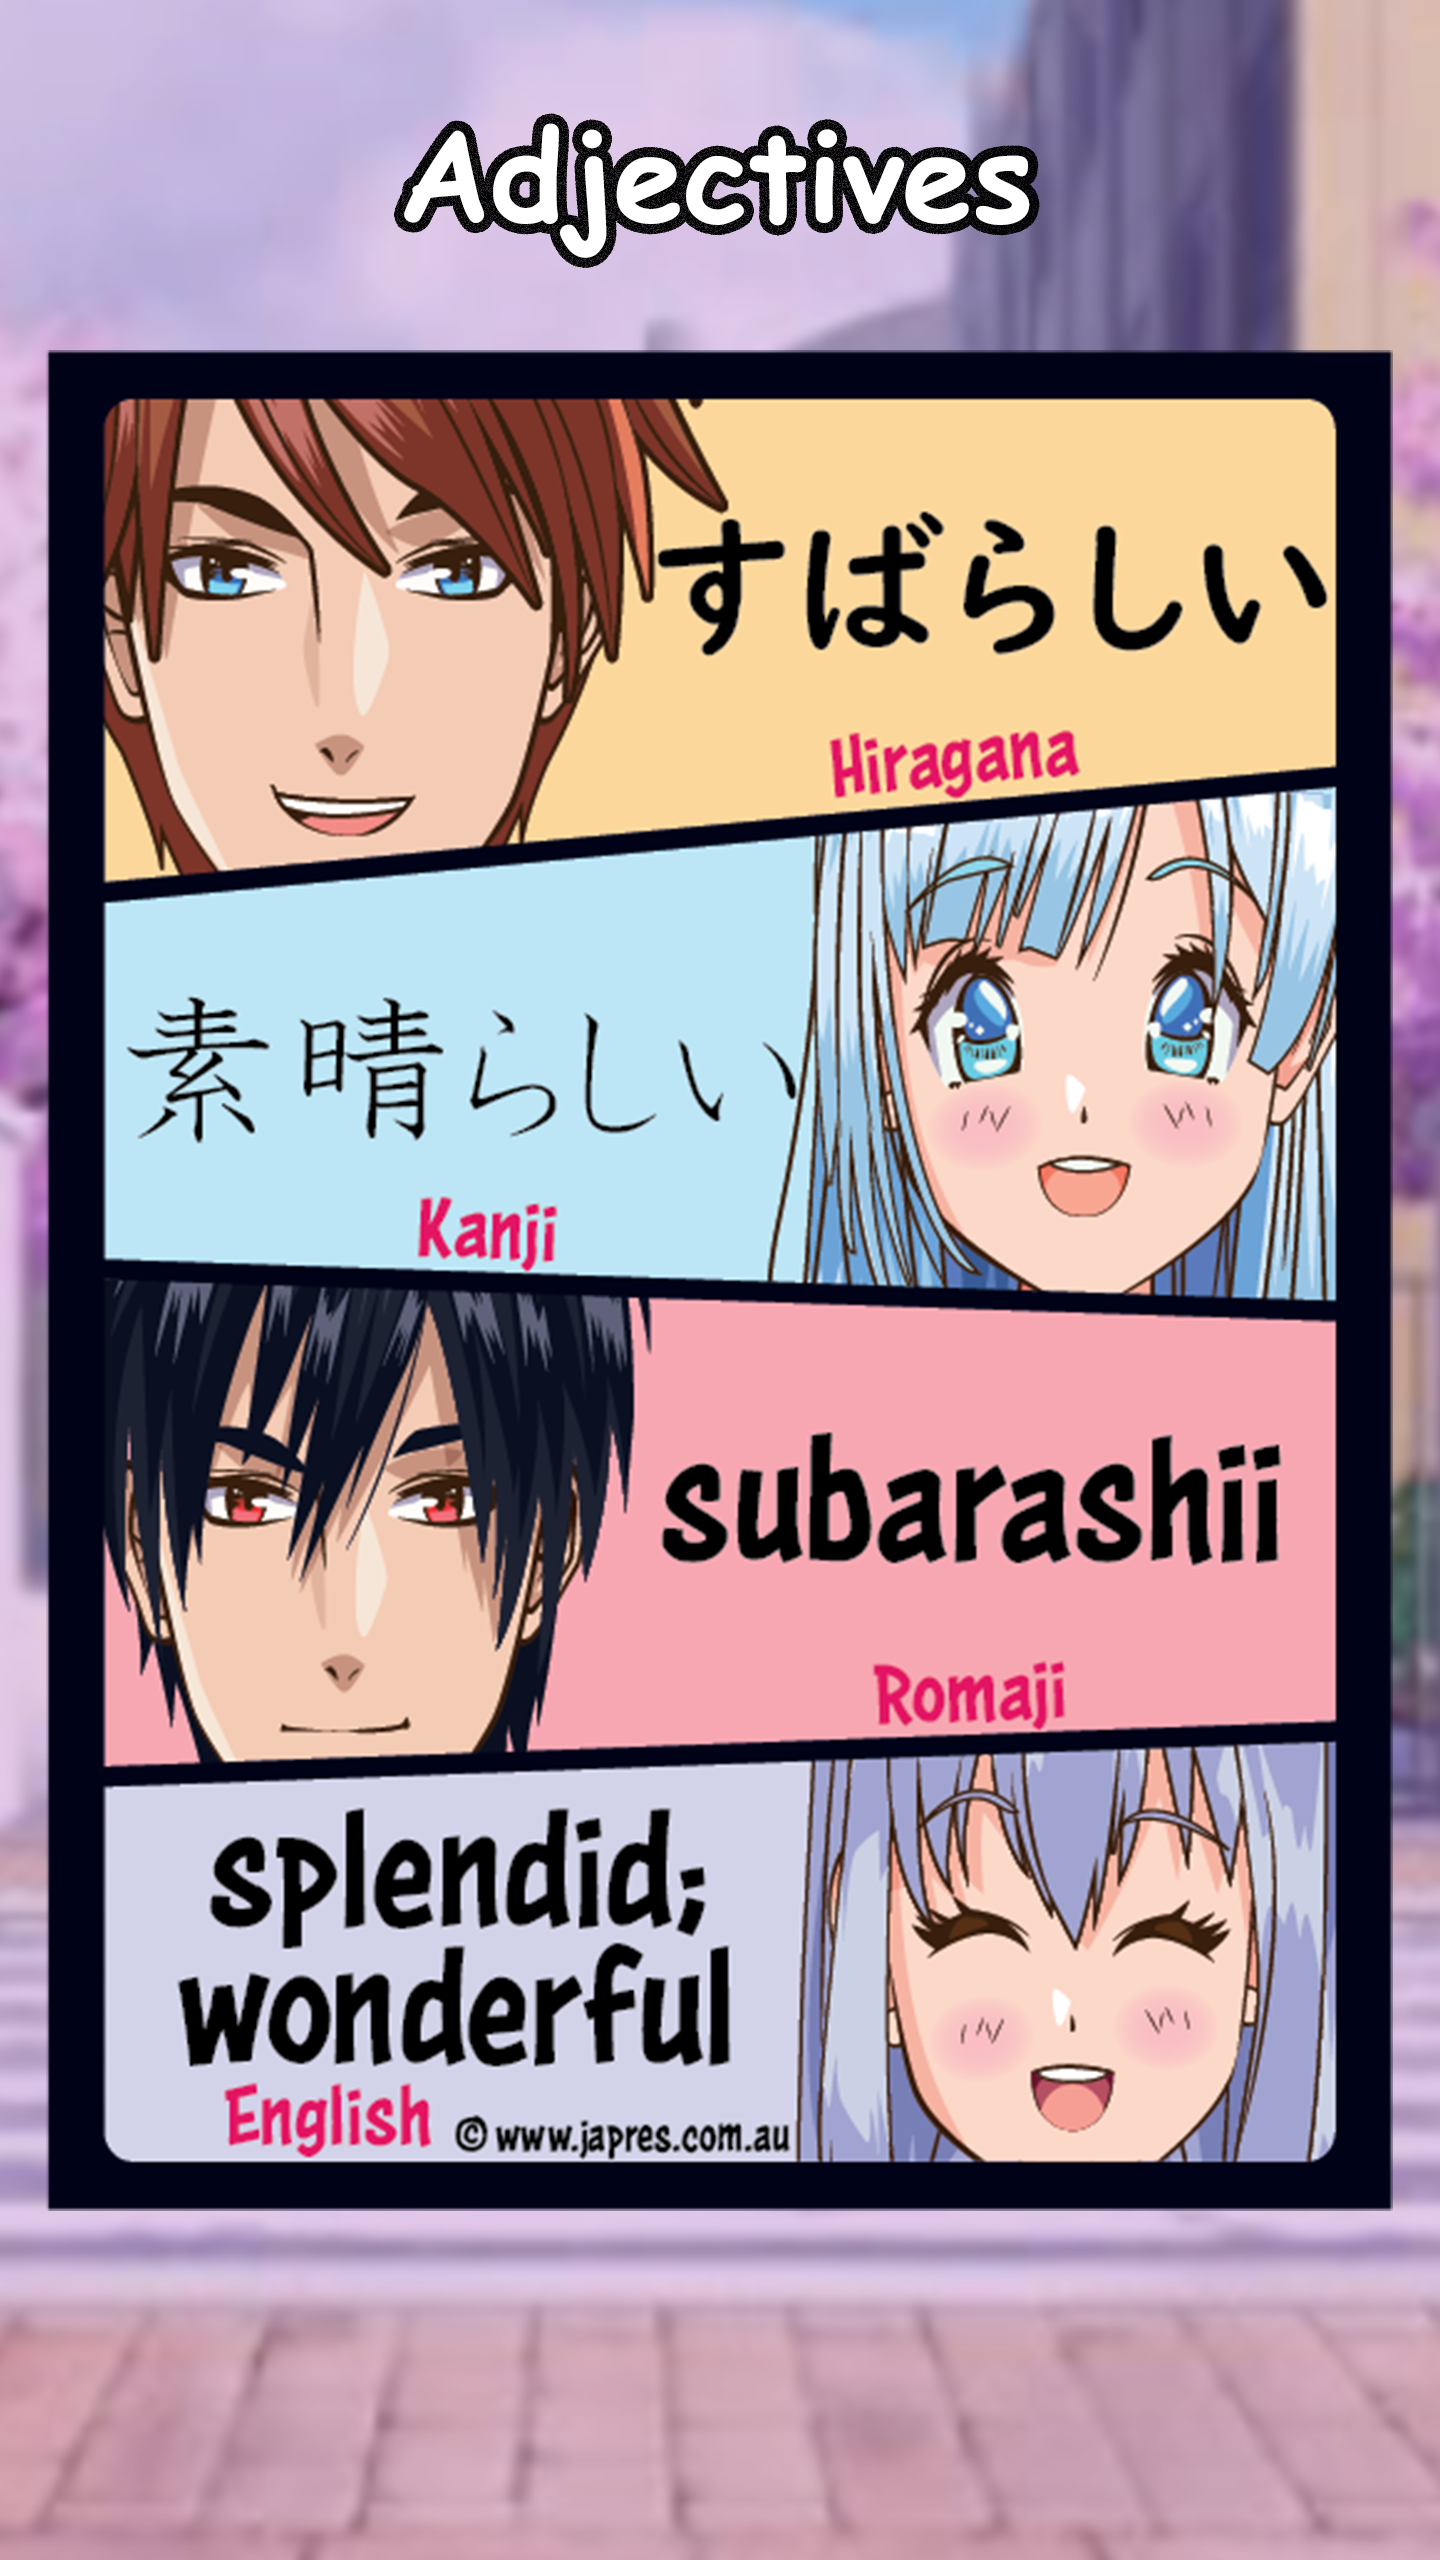 Adjectives
すばらしい
Hiragana
素晴らしい
Kanji
subarashii
Romaji
splendid;
wonderful
English
© www.japres.com.au